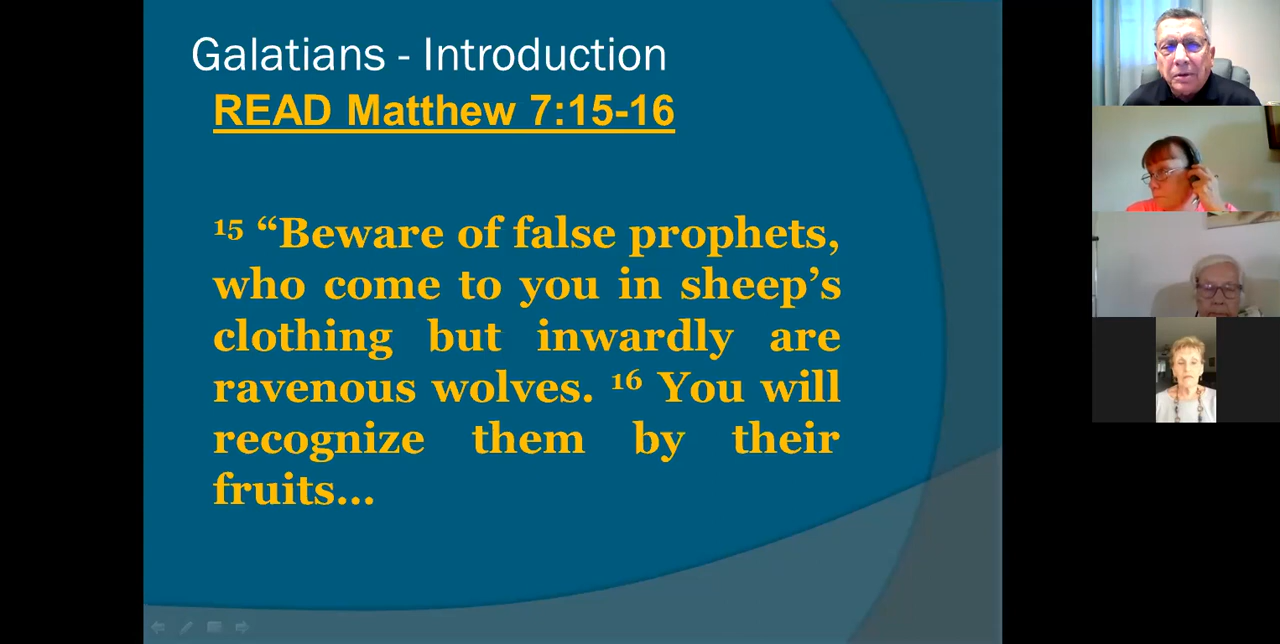 Galatians - Introduction
READ Matthew 7:15-16
15 “Beware of false prophets,
who come to you in sheep’s
clothing but inwardly are
ravenous wolves. 16 You will
recognize them by their
fruits...